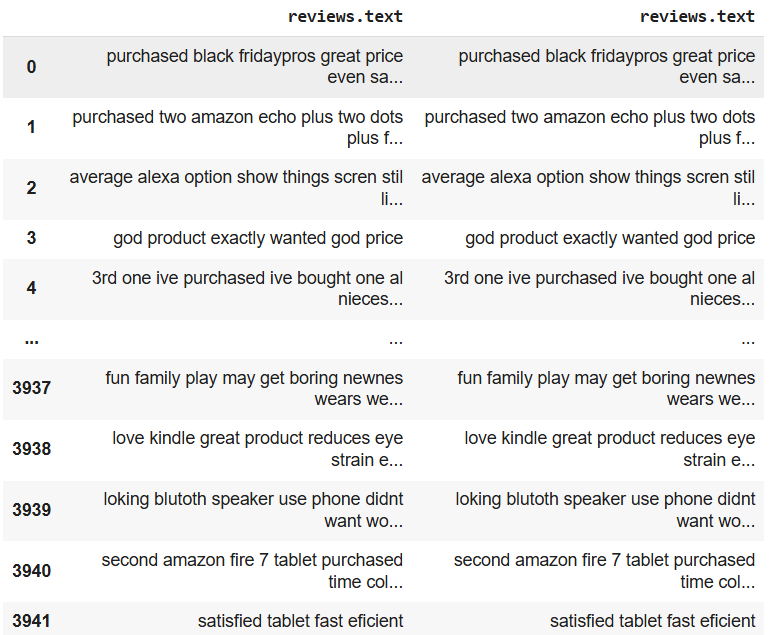 reviews.text reviews.text
0 purchased black fridaypros great price purchased black fridaypros great price
even sa... even sa...
1 purchased two amazon echo plus two dots purchased two amazon echo plus two dots
plus f... plus f...
2 average alexa option show things scren stil average alexa option show things scren stil
li... li...
3 god product exactly wanted god price god product exactly wanted god price
4 3rd one ive purchased ive bought one al 3rd one ive purchased ive bought one al
nieces... nieces...
... ... ...
3937 fun family play may get boring newnes fun family play may get boring newnes
wears we... wears we...
3938 love kindle great product reduces eye love kindle great product reduces eye
strain e... strain e...
3939 loking blutoth speaker use phone didnt loking blutoth speaker use phone didnt
want wo... want wo...
3940 second amazon fire 7 tablet purchased second amazon fire 7 tablet purchased
time col... time col...
3941 satisfied tablet fast eficient satisfied tablet fast eficient